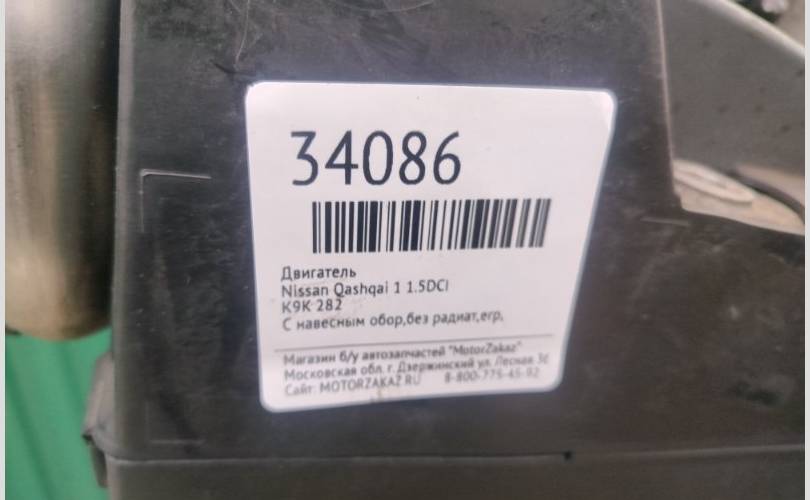 34086
Двигатель
Nissan Qashqai 1 1.5DCI
K9K 282
С навесным обор,без радиат,егр,
Магазин б/у автозапчастей "MotorZakaz"
Московская обл. г. Дзержинский ул. Лесная 36
Сайт: MOTORZAKAZ.RU 8-800-775-45-92